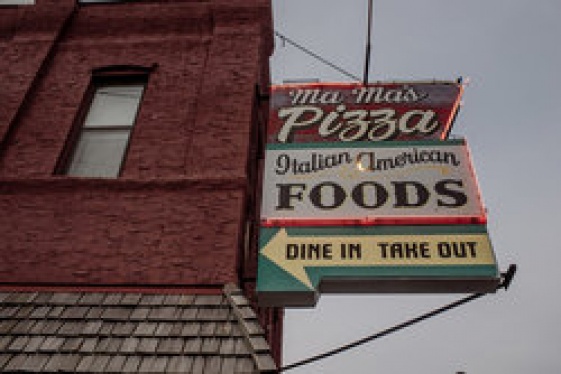 Ma Ma's
Pizza
Italian American
FOODS
DINE IN TAKE OUT